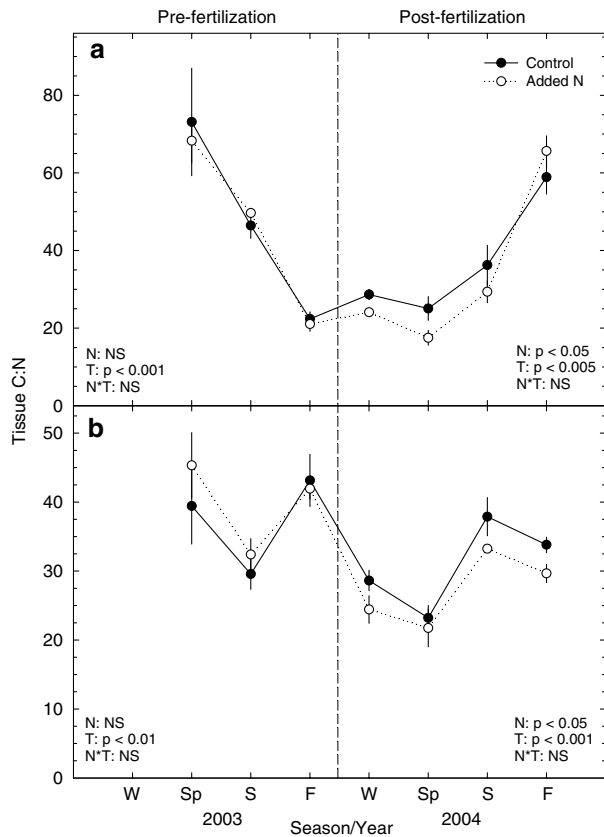 Pre-fertilization Post-fertilization
a
Control
Added N
80
60
40
20
0
N: NS
T: p < 0.001
N*T: NS
N: p < 0.05
T: p < 0.005
N*T: NS
Tissue C:N
b
50
40
30
20
10
0
N: NS
T: p < 0.01
N*T: NS
N: p < 0.05
T: p < 0.001
N*T: NS
W Sp S F W Sp S F
2003 2004
Season/Year